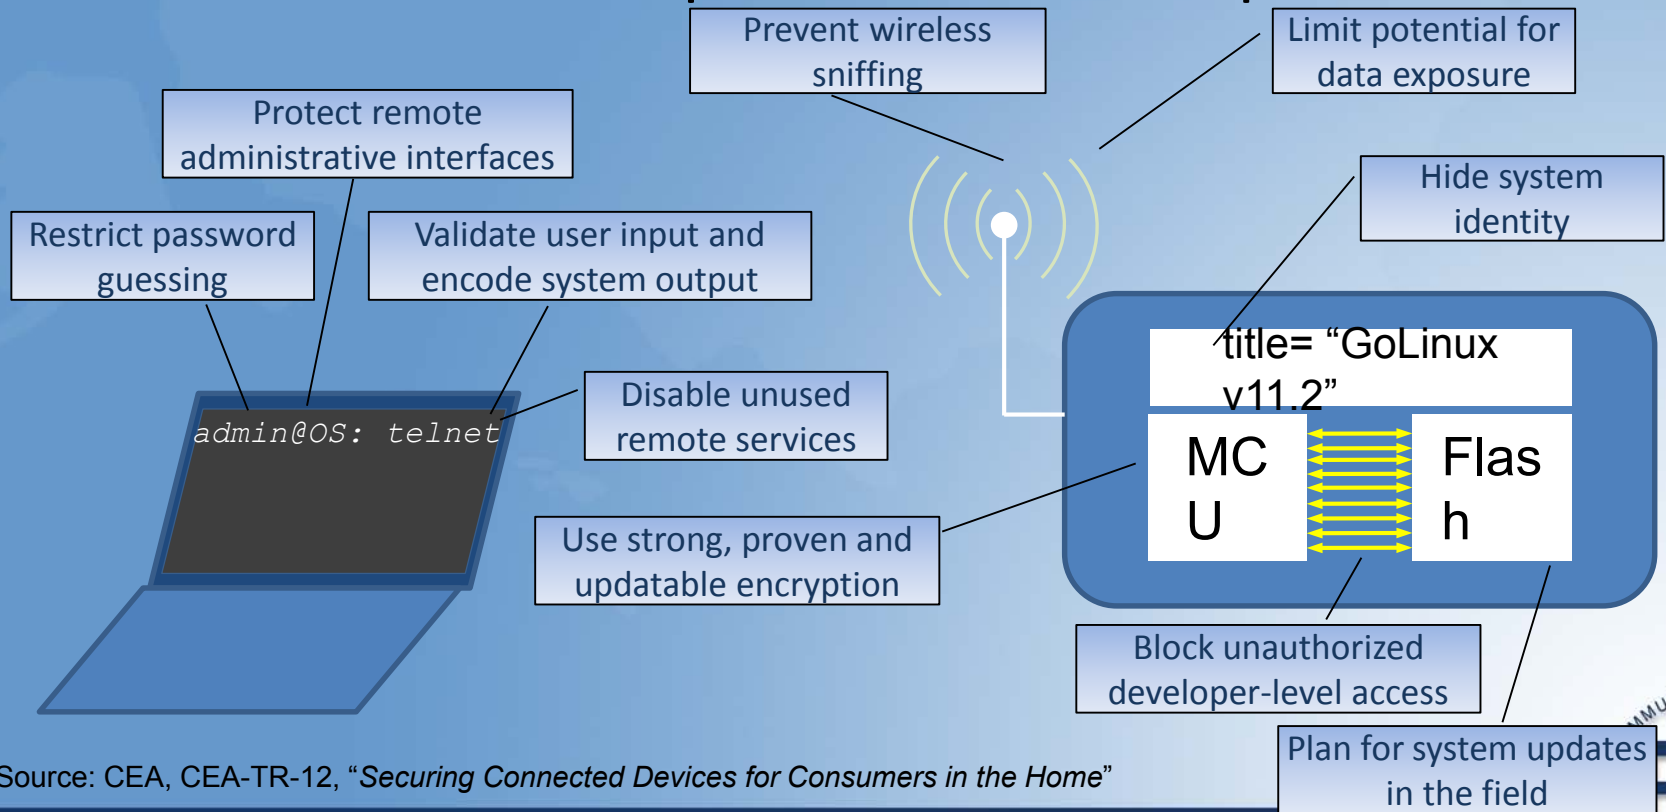 Prevent wireless
sniffing
Limit potential for
data exposure
Protect remote
administrative interfaces
Hide system
identity
Restrict password
guessing
Validate user input and
encode system output
title= “GoLinux
v11.2”
Disable unused
remote services
admin@OS: telnet
MC
U
Flas
h
Use strong, proven and
updatable encryption
Block unauthorized
developer-level access
Plan for system updates
in the field
Source: CEA, CEA-TR-12, “Securing Connected Devices for Consumers in the Home”